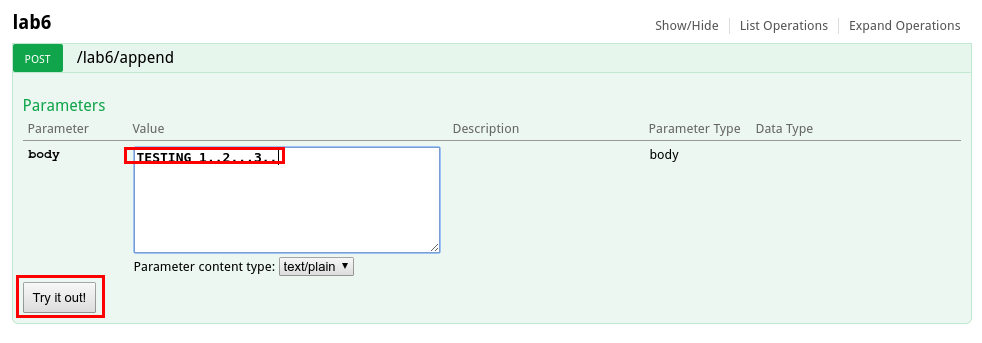 lab6
Show/Hide List Operations Expand Operations
POST /lab6/append
Parameters
Parameter Value Description Parameter Type Data Type
body TESTING 1..2...3.. body
Parameter content type: text/plain
Try it out!